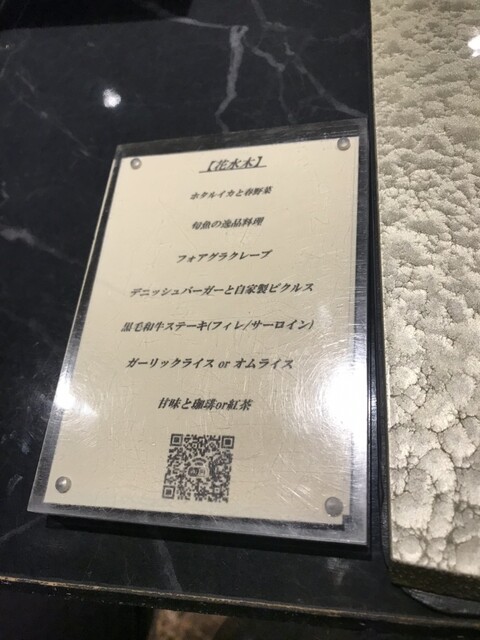 【花水木】
ホタルイカと春野菜
旬魚の逸品料理
フォアグラクレープ
デニッシュバーガーと自家製ピクルス
黒毛和牛ステーキ(フィレ/サーロイン)
ガーリックライス or オムライス
甘味と珈琲or紅茶